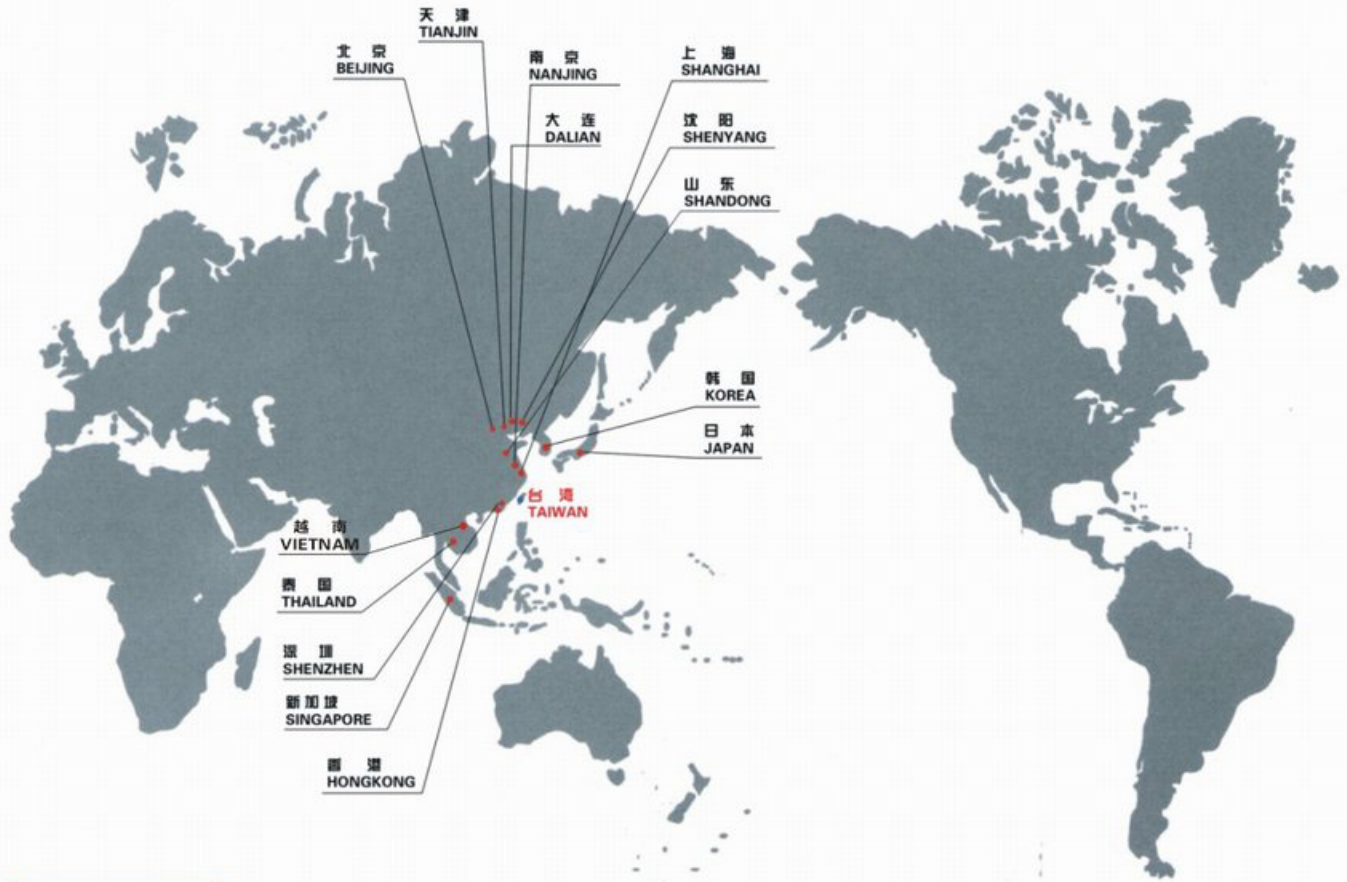 天 津
TIANJIN
北 京
BEIJING
南 京
NANJING
上 海
SHANGHAI
大 连
DALIAN
沈 阳
SHENYANG
山 东
SHANDONG
韩 国
KOREA
日 本
JAPAN
台 湾
TAIWAN
越 南
VIETNAM
泰 国
THAILAND
深 圳
SHENZHEN
新加坡
SINGAPORE
香 港
HONGKONG